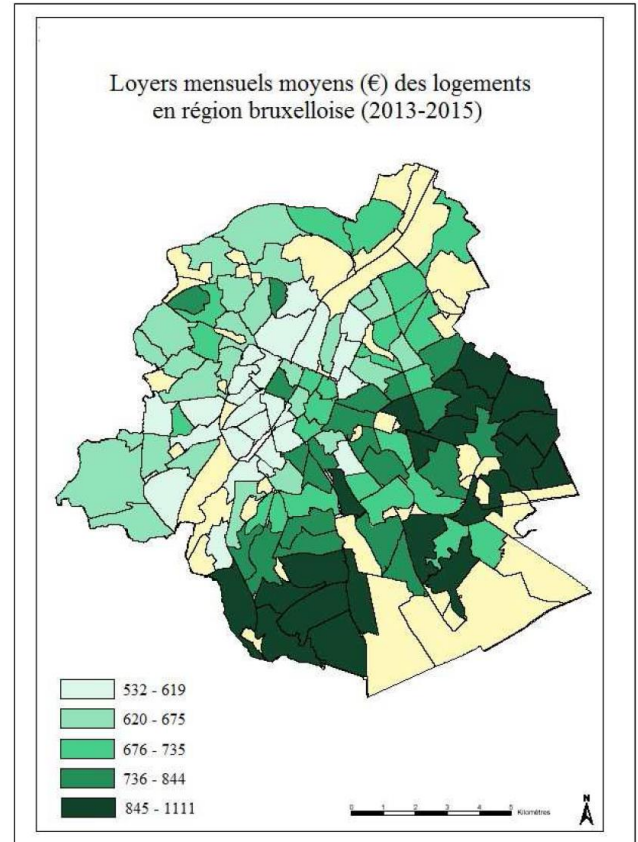 Loyers mensuels moyens (€) des logements
en région bruxelloise (2013-2015)
532 - 619
620 - 675
676 - 735
736 - 844
845 - 1111
0 1 2 3 4 5 Kilomètres
N